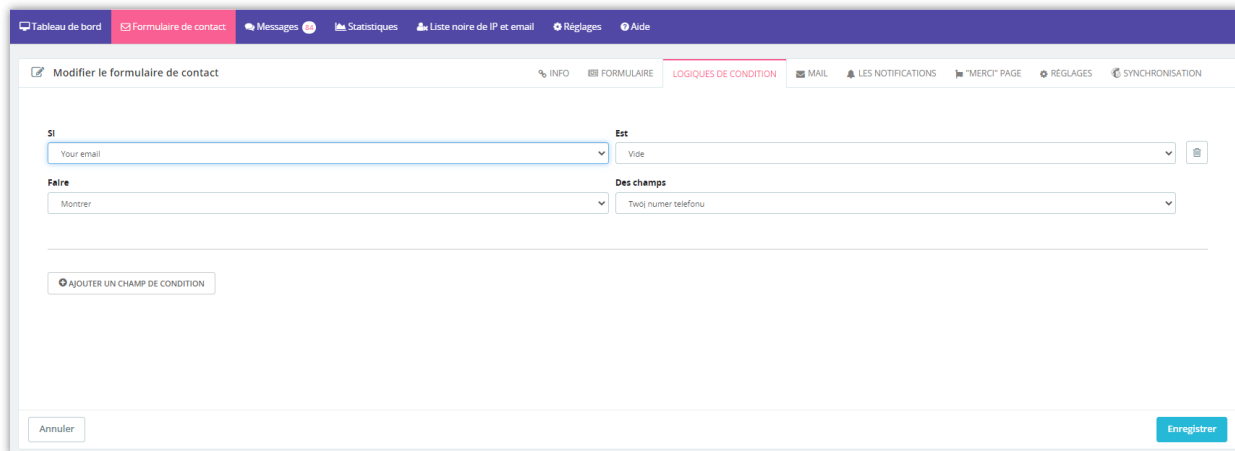 Tableau de bord Formulaire de contact Messages 84 Statistiques Liste noire de IP et email Réglages Aide
Modifier le formulaire de contact INFO FORMULAIRE LOGIQUES DE CONDITION MAIL LES NOTIFICATIONS "MERCI" PAGE RÉGLAGES SYNCHRONISATION
SI Est
Your email Vide
Faire Des champs
Montrer Twój numer telefonu
AJOUTER UN CHAMP DE CONDITION
Annuler Enregistrer